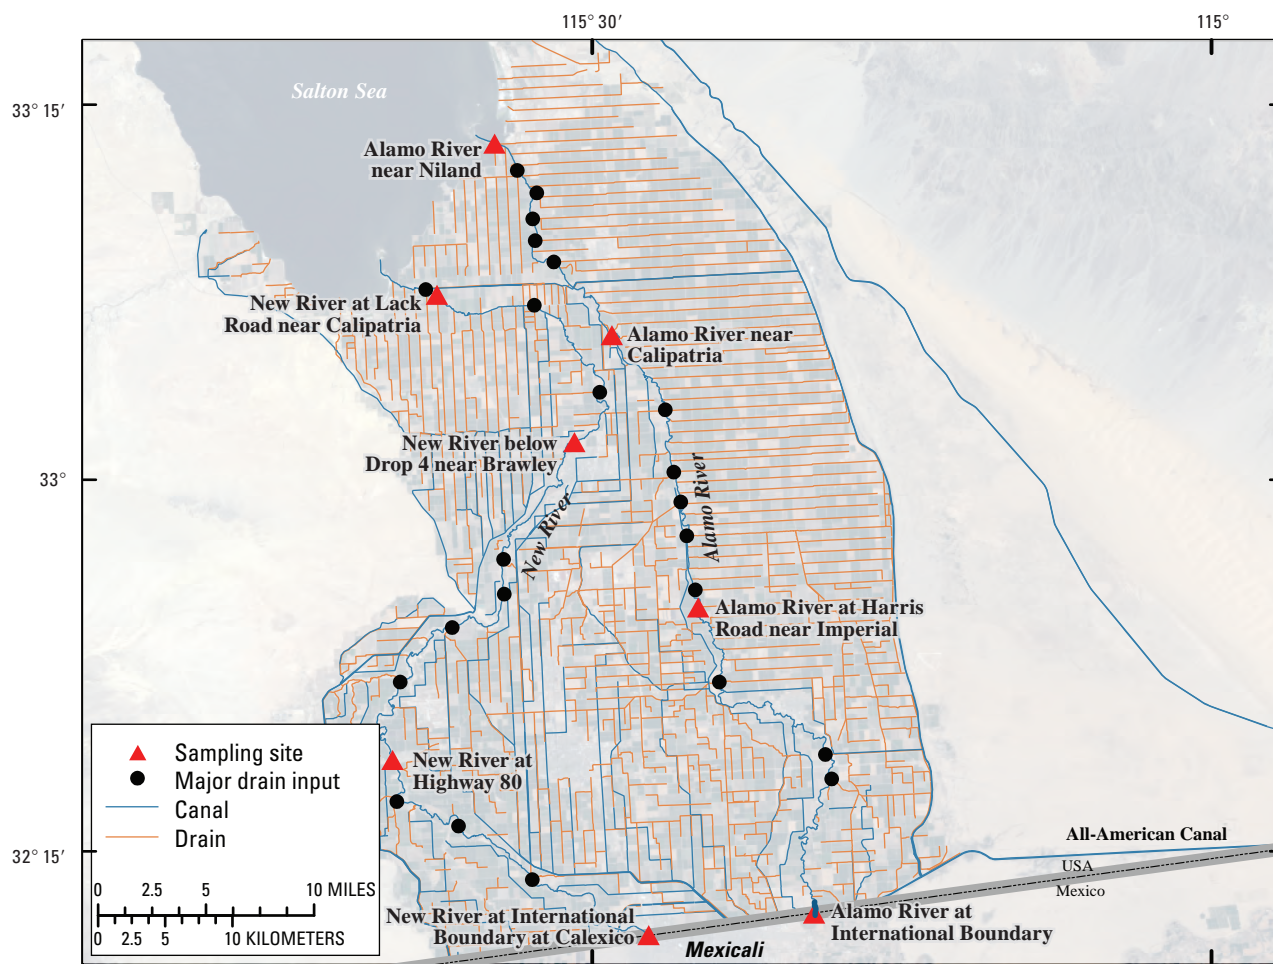 115° 30′
115°
33° 15′
Salton Sea
Alamo River
near Niland
New River at Lack
Road near Calipatria
Alamo River near
Calipatria
New River below
Drop 4 near Brawley
33°
New River
Alamo River
Alamo River at Harris
Road near Imperial
Sampling site
Major drain input
Canal
Drain
New River at
Highway 80
32° 15′
All-American Canal
USA
Mexico
0 2.5 5 10 MILES
0 2.5 5 10 KILOMETERS
New River at International
Boundary at Calexico
Alamo River at
International Boundary
Mexicali